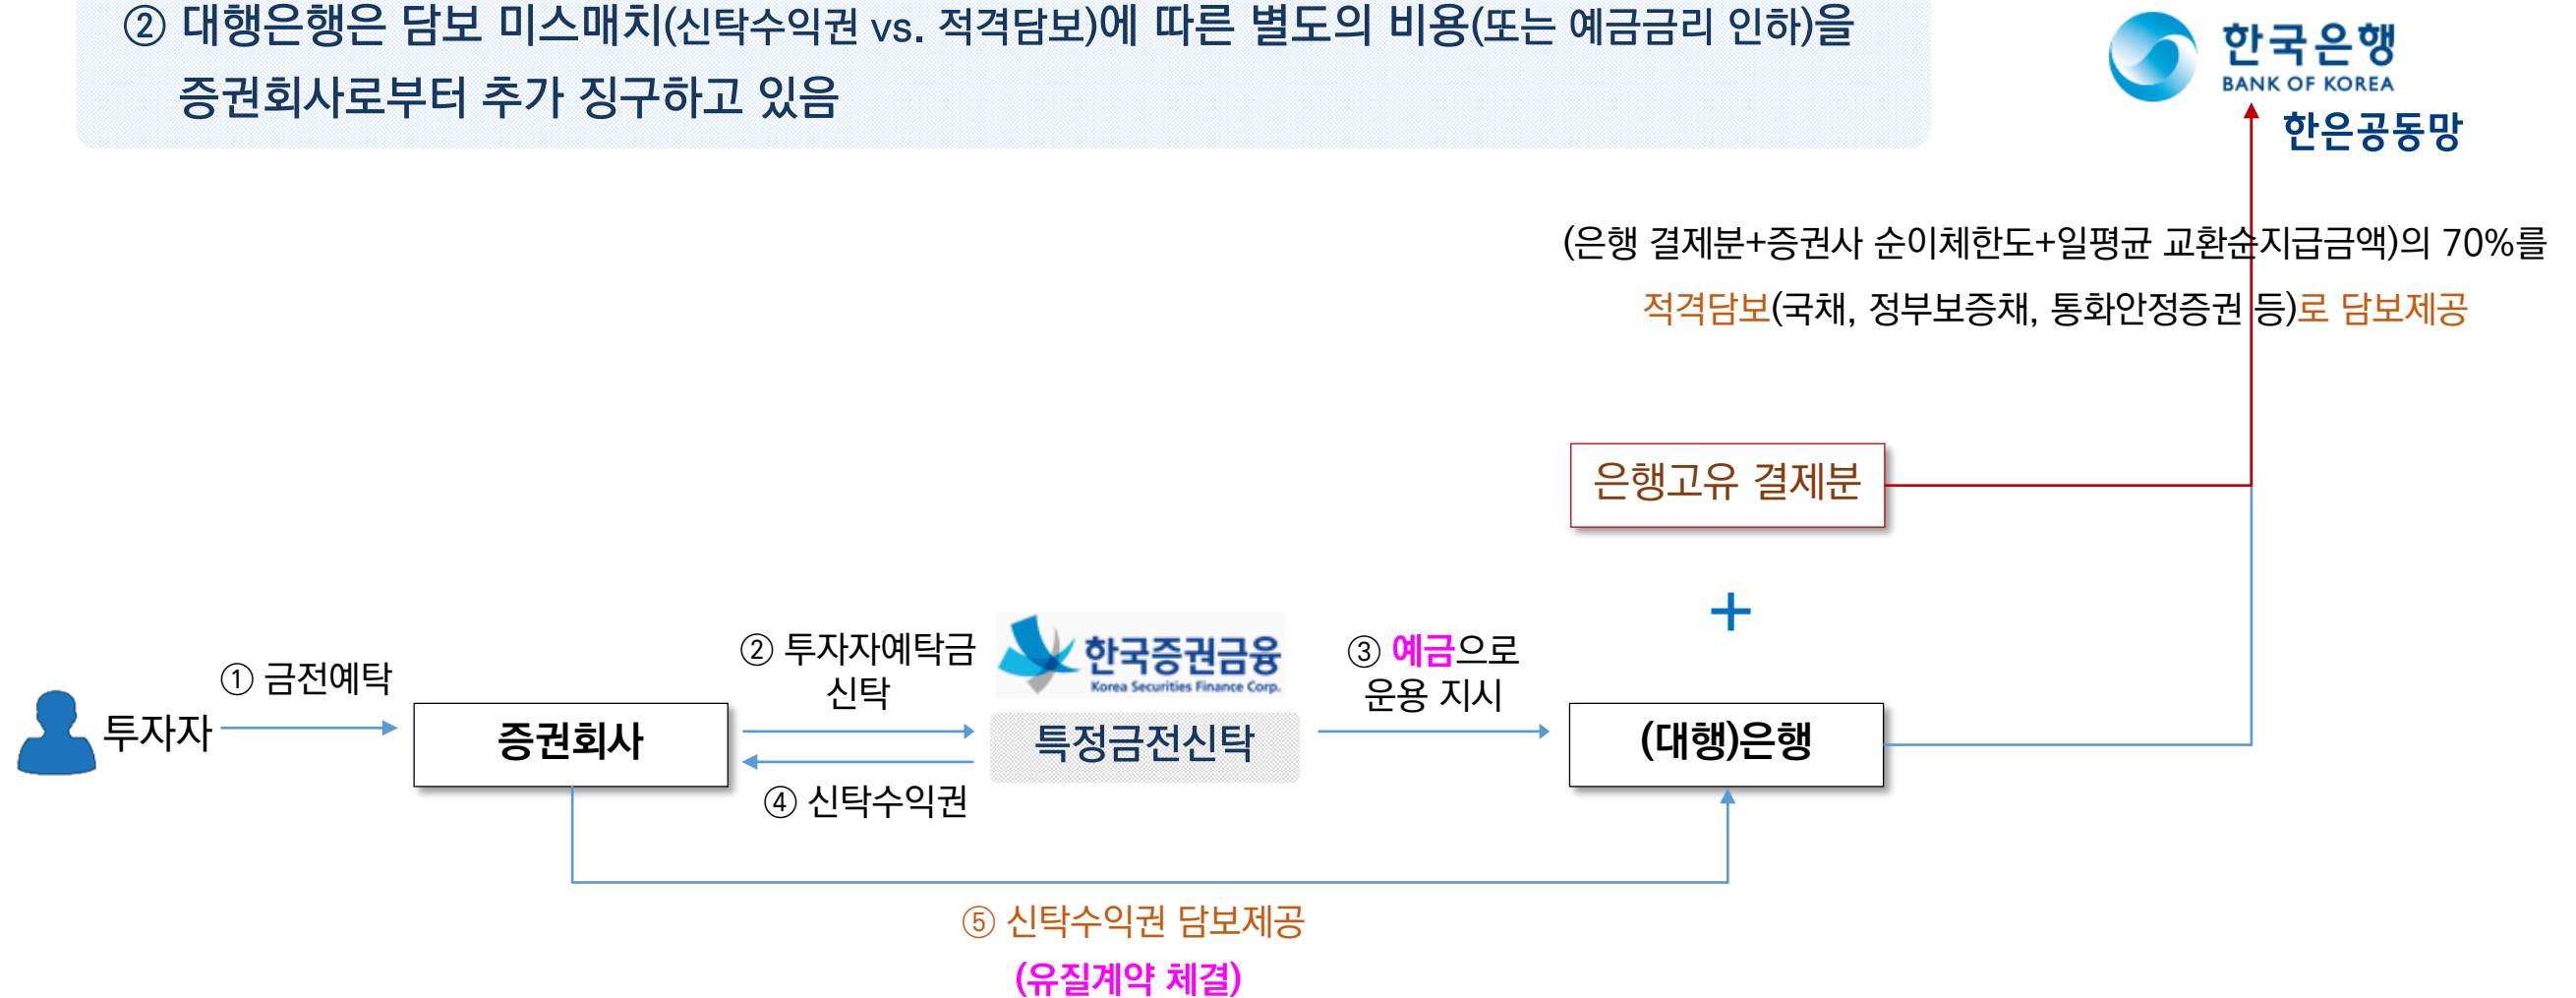 ② 대행은행은 담보 미스매치(신탁수익권 vs. 적격담보)에 따른 별도의 비용(또는 예금금리 인하)을
증권회사로부터 추가 징구하고 있음
한국은행
BANK OF KOREA
한은공동망
(은행 결제분+증권사 순이체한도+일평균 교환순지급금액)의 70%를
적격담보(국채, 정부보증채, 통화안정증권 등)로 담보제공
은행고유 결제분
+
투자자
① 금전예탁
증권회사
② 투자자예탁금
신탁
한국증권금융
Korea Securities Finance Corp.
특정금전신탁
④ 신탁수익권
③ 예금으로
운용 지시
(대행)은행
⑤ 신탁수익권 담보제공
(유질계약 체결)